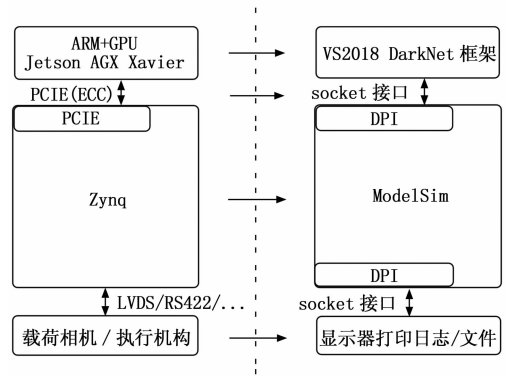 ARM+GPU
Jetson AGX Xavier
PCIE(ECC)
PCIE
Zynq
LVDS/RS422/...
载荷相机/执行机构
VS2018 DarkNet 框架
socket 接口
DPI
ModelSim
DPI
socket 接口
显示器打印日志/文件